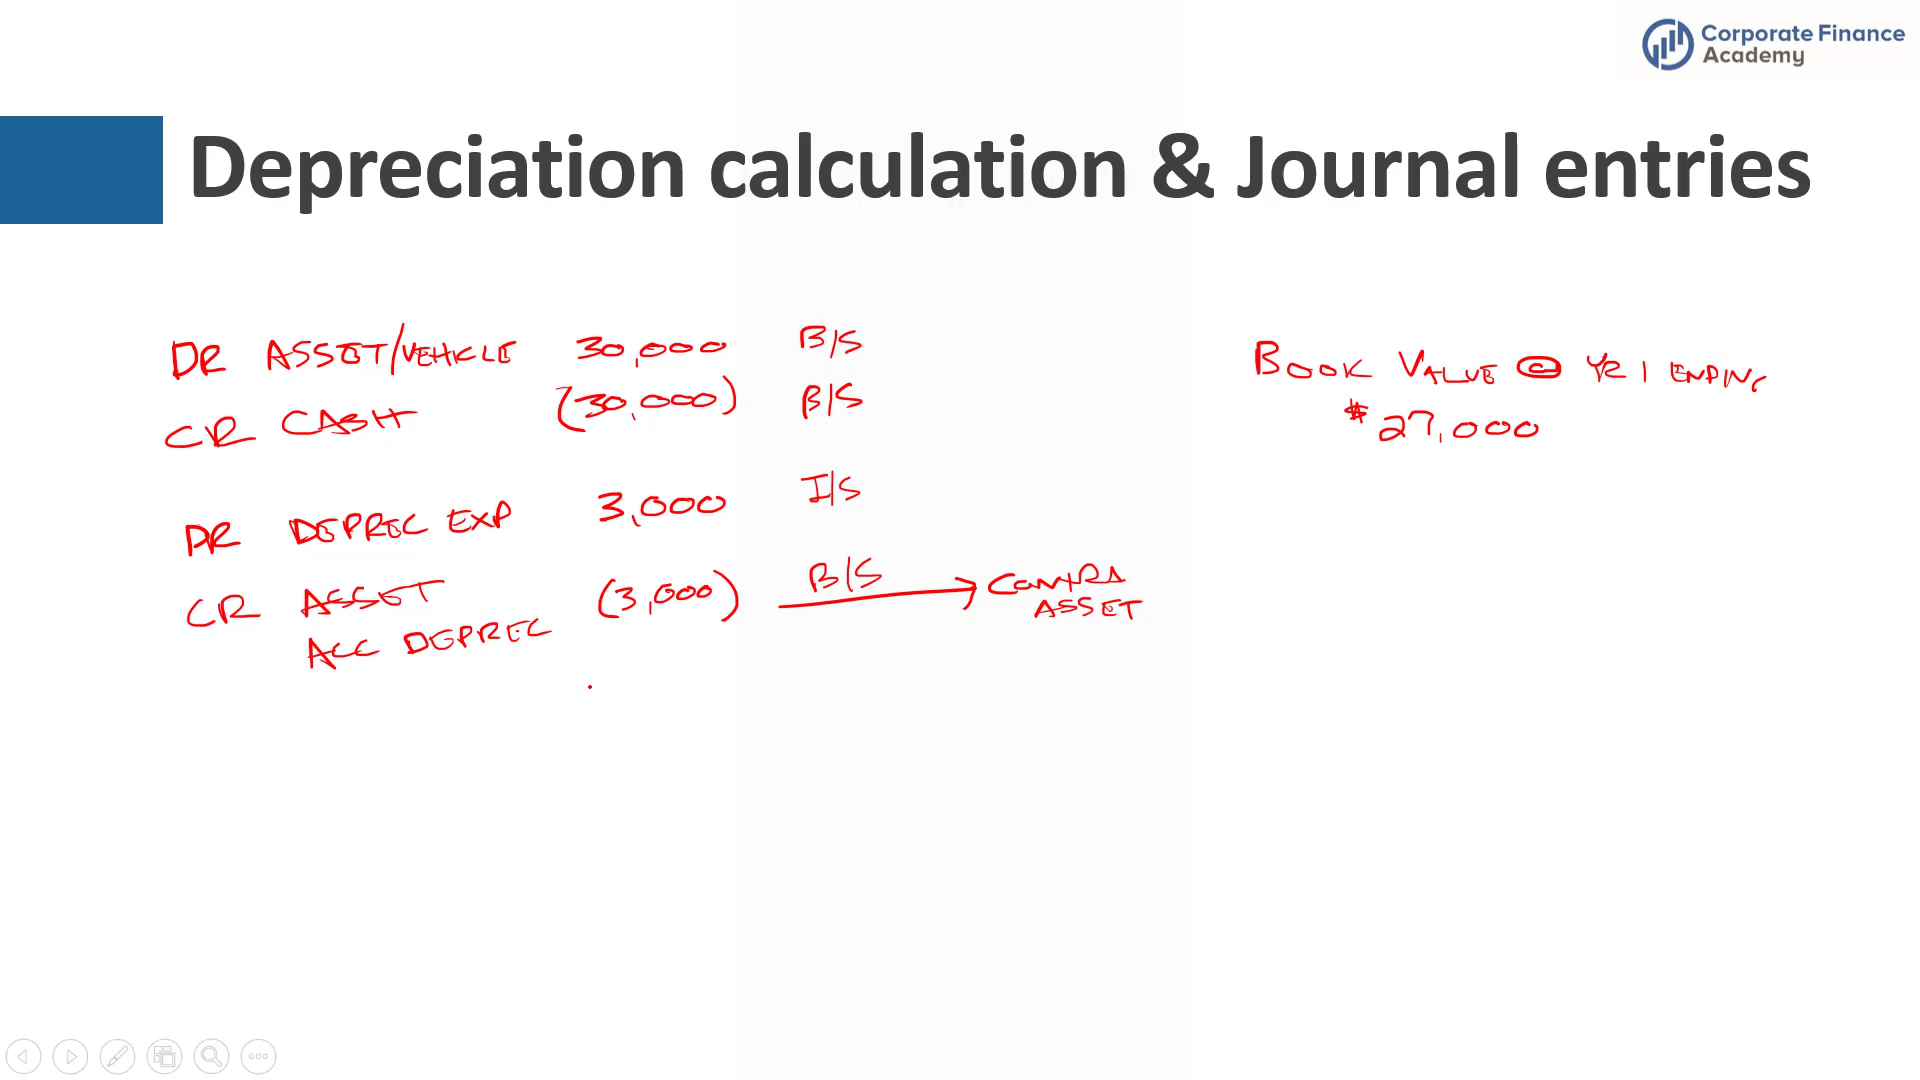 Corporate Finance
Academy
Depreciation calculation & Journal entries
DR ASSET/VEHICLE 30,000 B/S
CR CASH (30,000) B/S
DR DEPREC EXP 3,000 I/S
CR ASSET (3,000) B/S → CONTRA
ASSET
ACC DEPREC
BOOK VALUE @ YR 1 ENDING
$27,000